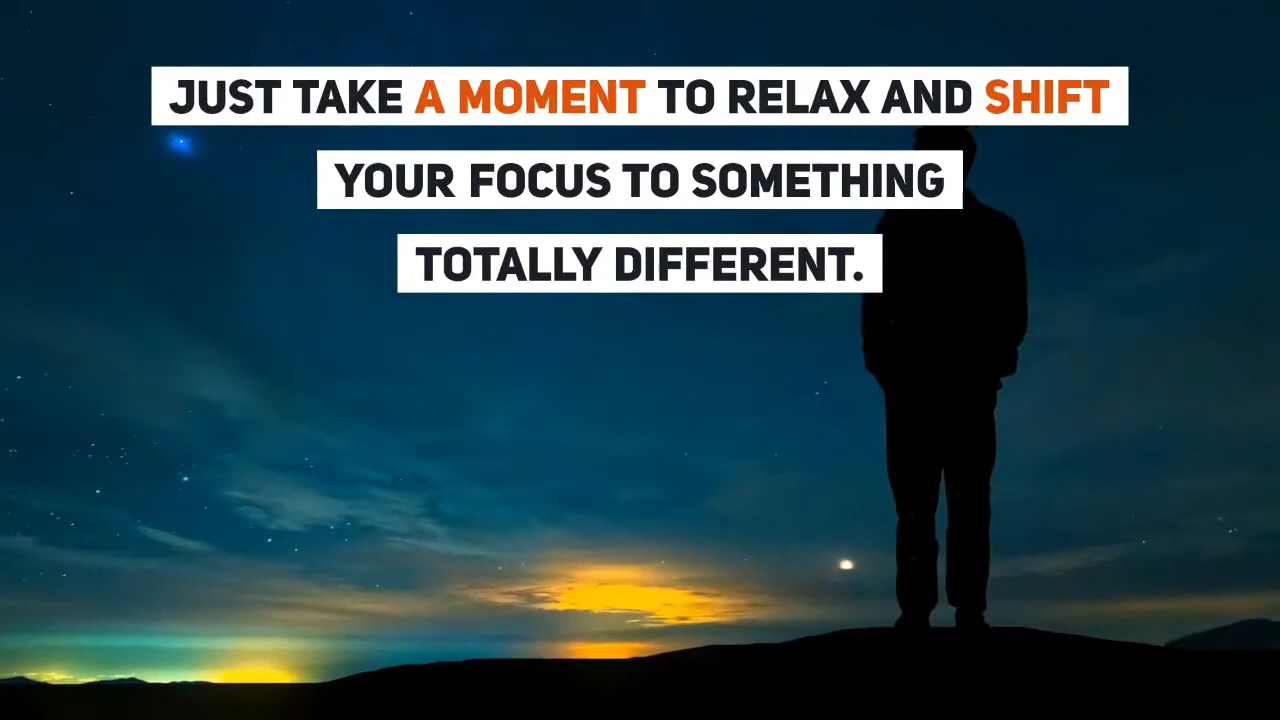 JUST TAKE A MOMENT TO RELAX AND SHIFT
YOUR FOCUS TO SOMETHING
TOTALLY DIFFERENT.